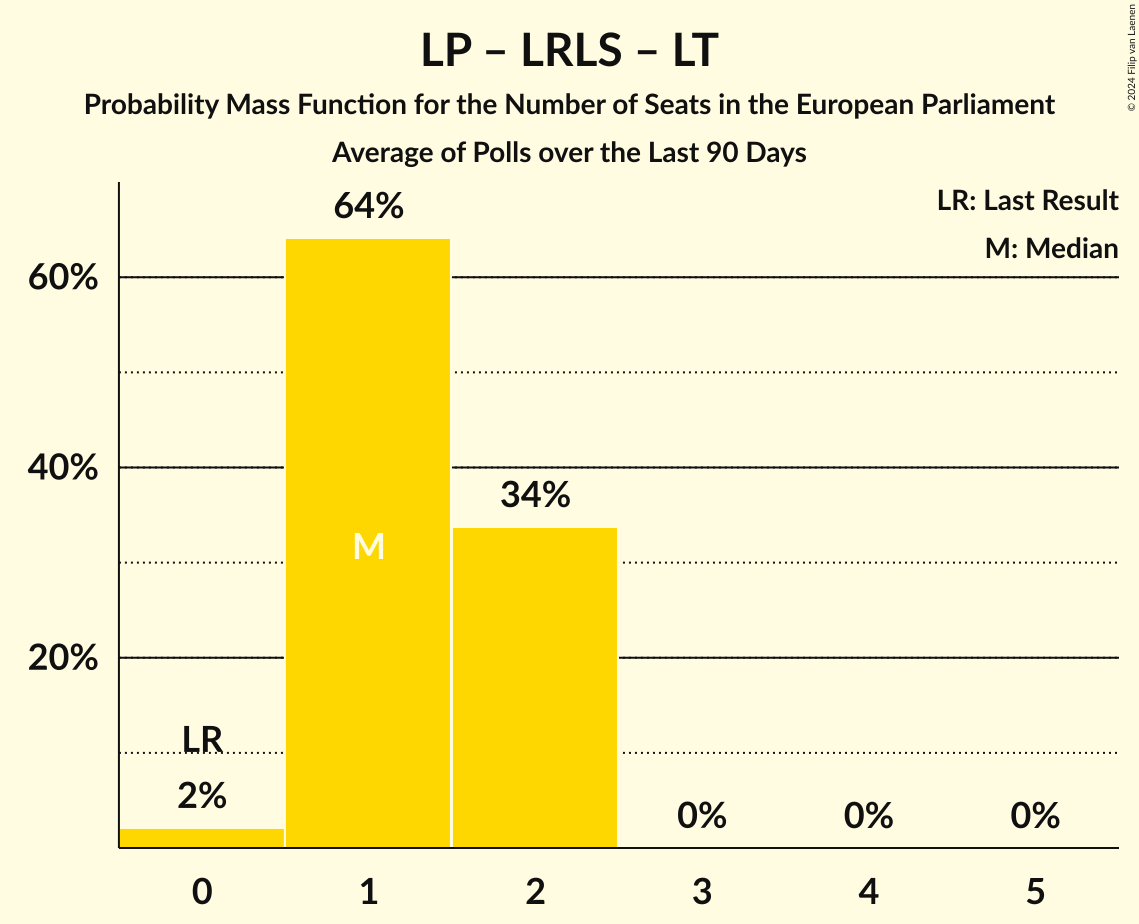 LP – LRLS – LT
Probability Mass Function for the Number of Seats in the European Parliament
Average of Polls over the Last 90 Days
© 2024 Filip van Laenen
LR: Last Result
M: Median
64%
60%
40%
34%
M
20%
LR
2%
0%
0%
0%
0
1
2
3
4
5